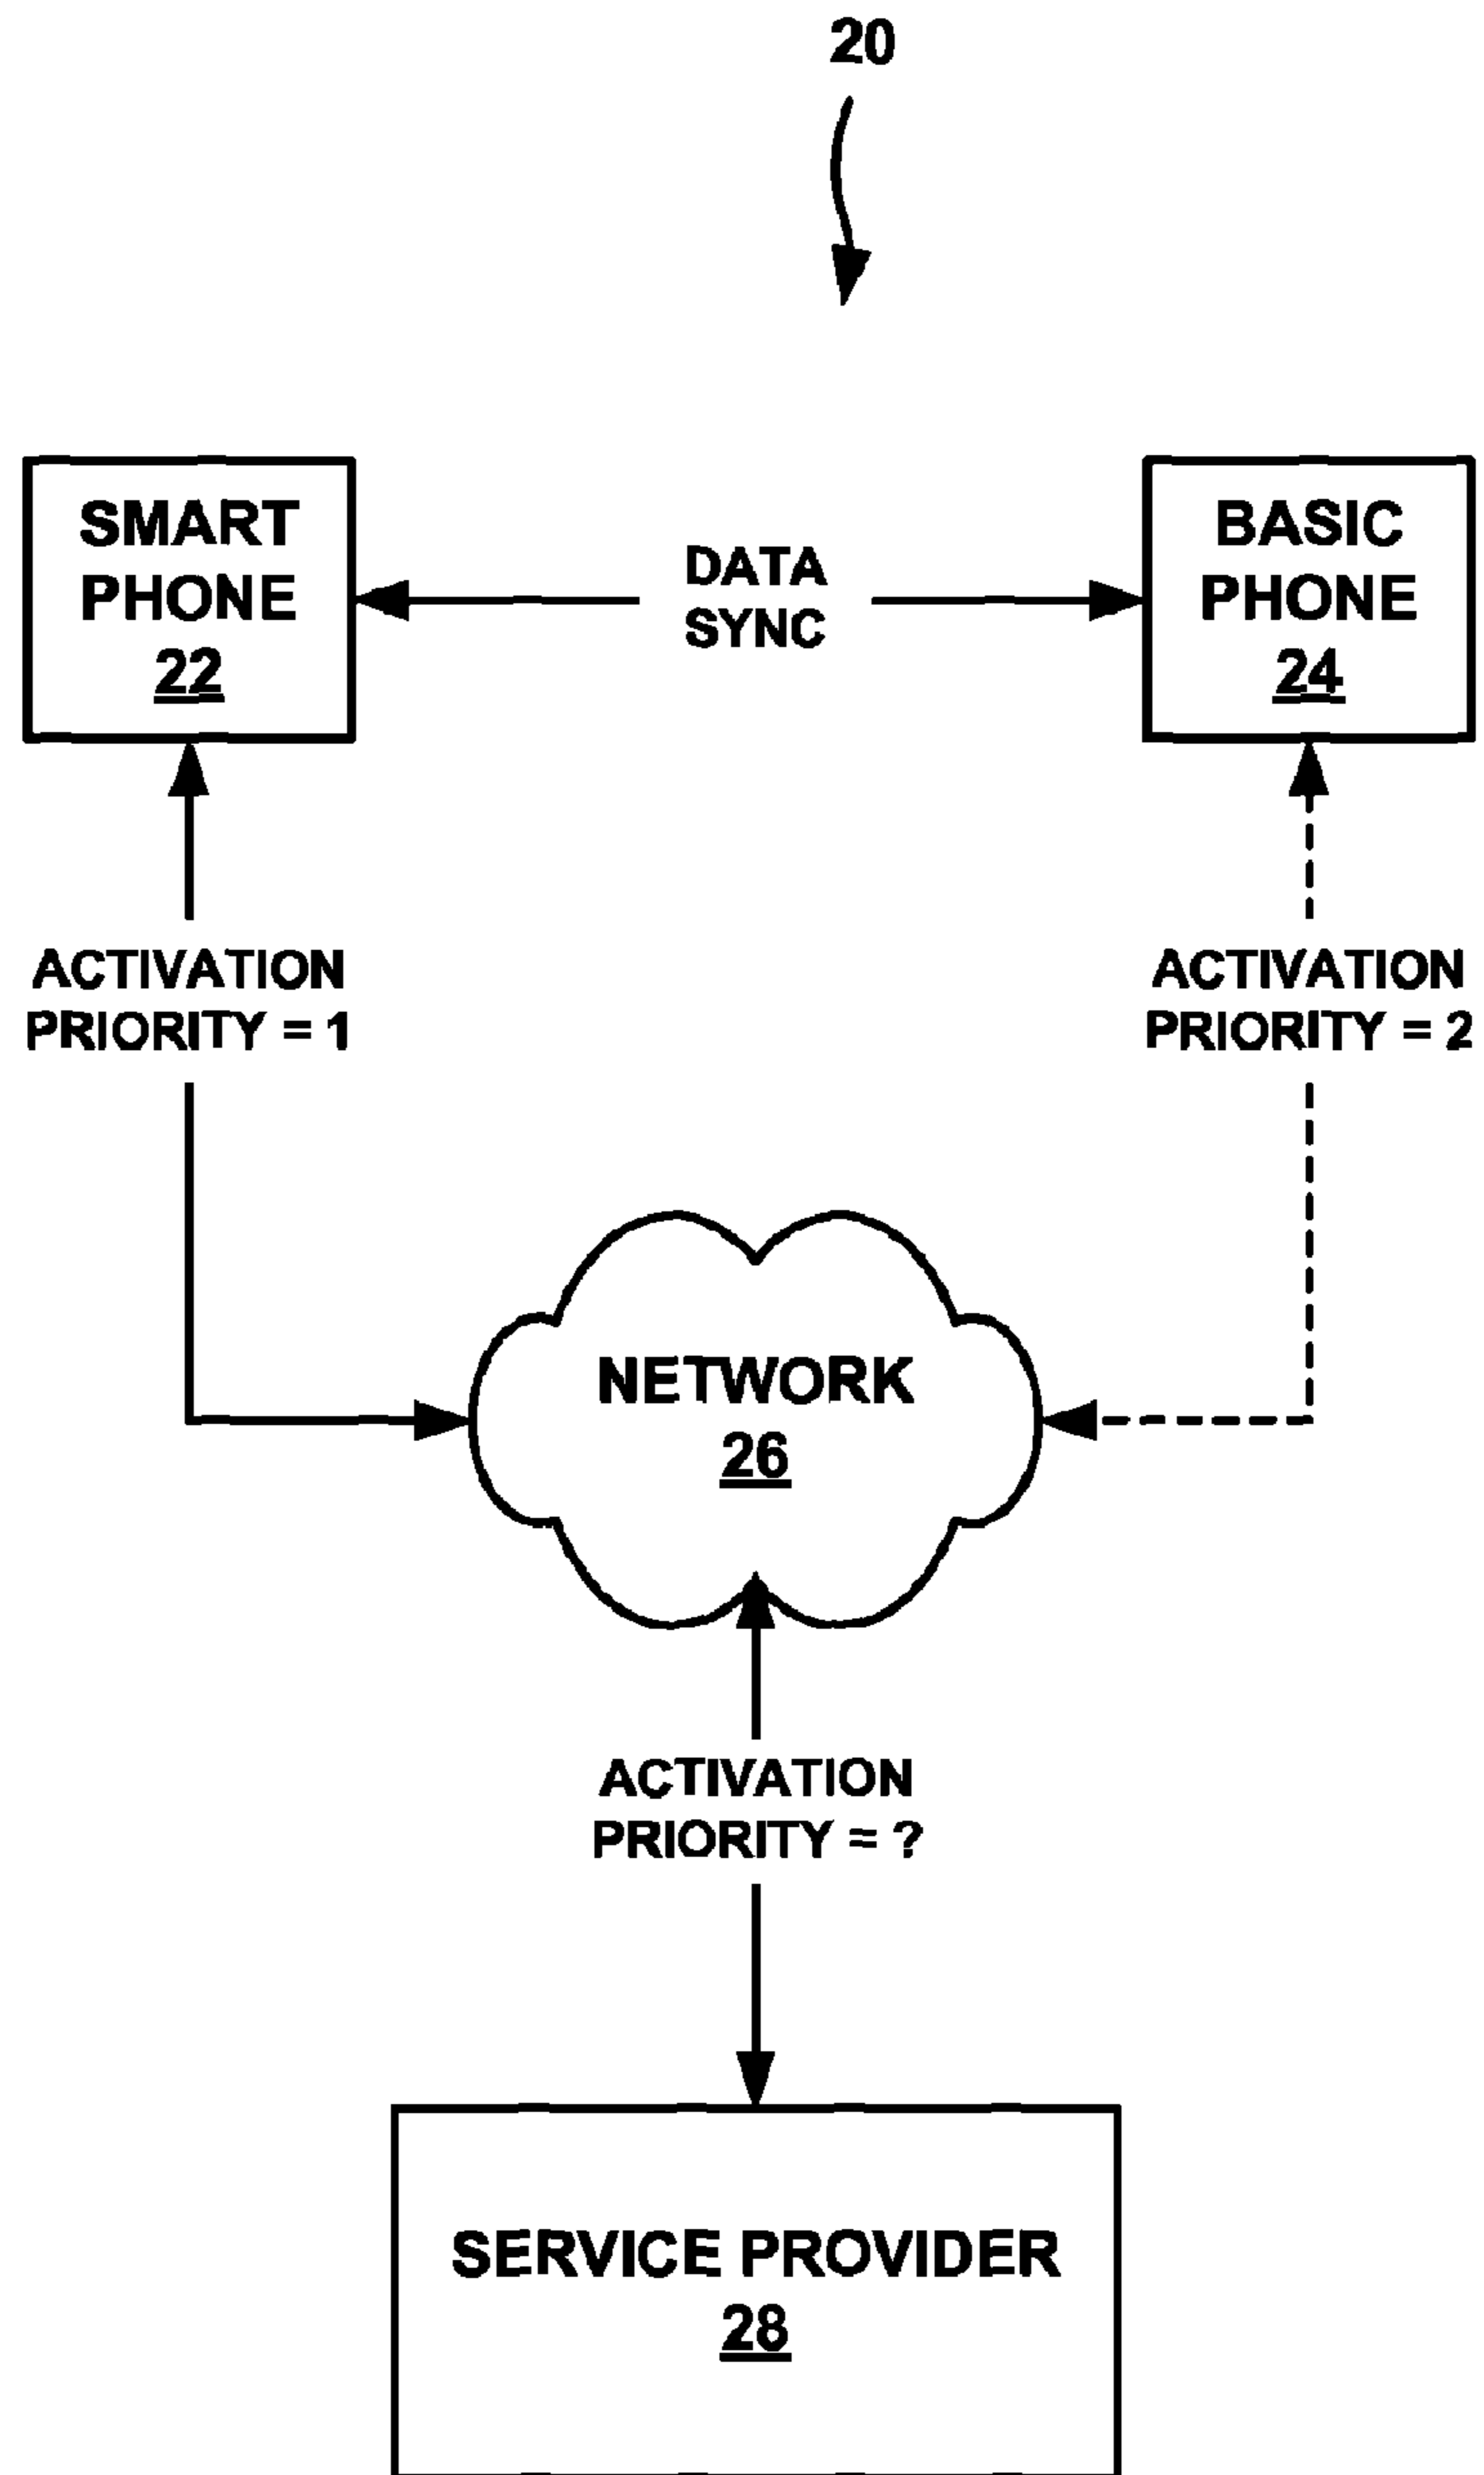 20
SMART
PHONE
22
DATA
SYNC
BASIC
PHONE
24
ACTIVATION
PRIORITY = 1
ACTIVATION
PRIORITY = 2
NETWORK
26
ACTIVATION
PRIORITY = ?
SERVICE PROVIDER
28